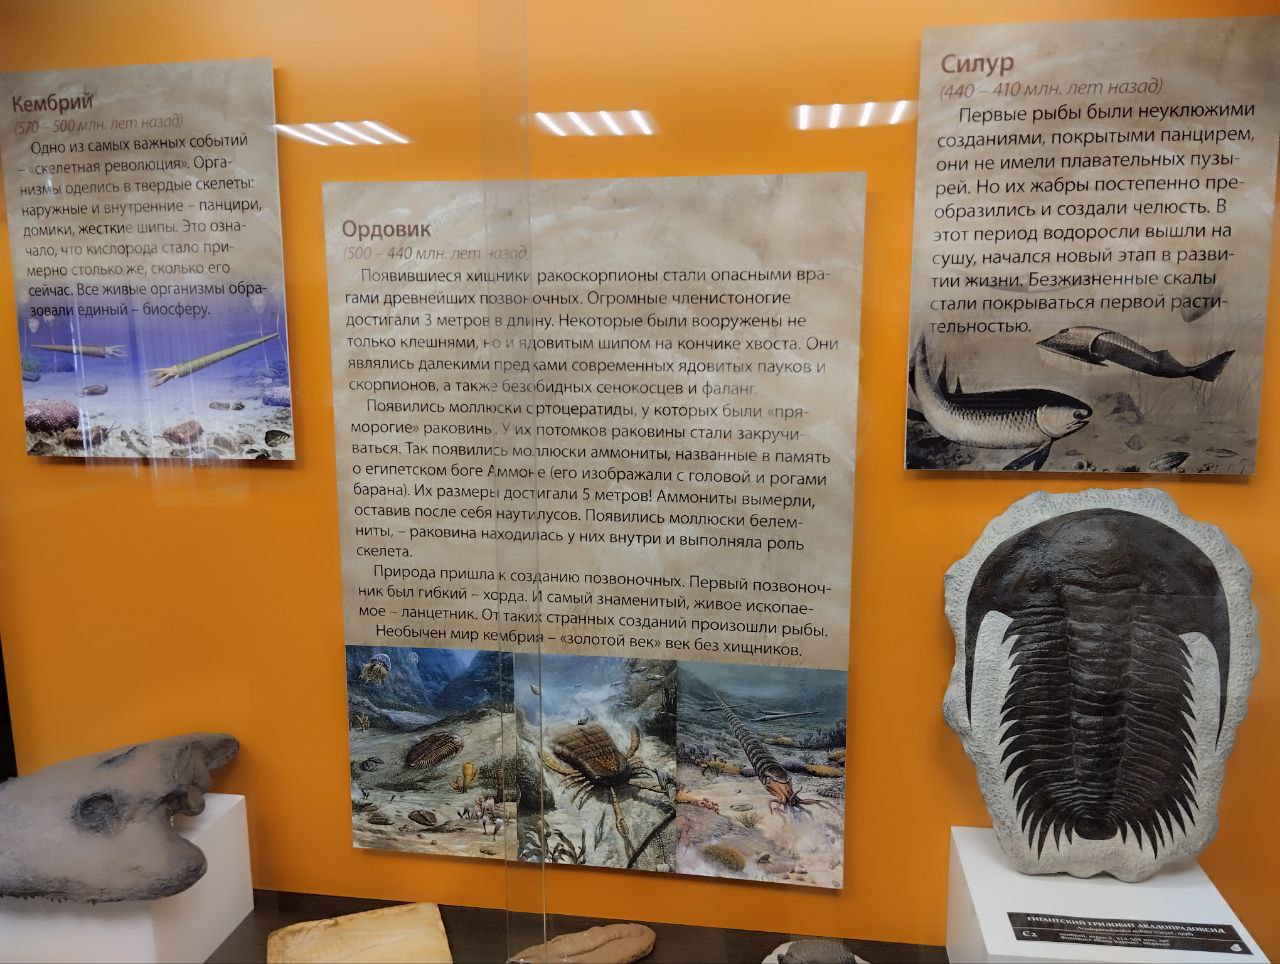 Кембрий
(570 – 500 млн. лет назад)
Одно из самых важных событий
– «скелетная революция». Орга-
низмы оделись в твердые скелеты:
наружные и внутренние – панцири,
домики, жесткие шипы. Это озна-
чало, что кислорода стало при-
мерно столько же, сколько его
сейчас. Все живые организмы обра-
зовали единый – биосферу.
Ордовик
(500 – 440 млн. лет назад)
Появившиеся хищники ракоскорпионы стали опасными вра-
гами древнейших позвоночных. Огромные членистоногие
достигали 3 метров в длину. Некоторые были вооружены не
только клешнями, но и ядовитым шипом на кончике хвоста. Они
являлись далекими предками современных ядовитых пауков и
скорпионов, а также безобидных сенокосцев и фаланг.
Появились моллюски ортоцератиды, у которых были «пря-
морогие» раковины. У их потомков раковины стали закручи-
ваться. Так появились моллюски аммониты, названные в память
о египетском боге Аммоне (его изображали с головой и рогами
барана). Их размеры достигали 5 метров! Аммониты вымерли,
оставив после себя наутилусов. Появились моллюски белем-
ниты, – раковина находилась у них внутри и выполняла роль
скелета.
Природа пришла к созданию позвоночных. Первый позвоноч-
ник был гибкий – хорда. И самый знаменитый, живое ископае-
мое – ланцетник. От таких странных созданий произошли рыбы.
Необычен мир кембрия – «золотой век» век без хищников.
Силур
(440 – 410 млн. лет назад)
Первые рыбы были неуклюжими
созданиями, покрытыми панцирем,
они не имели плавательных пузы-
рей. Но их жабры постепенно пре-
образились и создали челюсть. В
этот период водоросли вышли на
сушу, начался новый этап в разви-
тии жизни. Безжизненные скалы
стали покрываться первой расти-
тельностью.
ГИГАНТСКИЙ ТРИЛОБИТ АКАДОПАРАДОКСИД